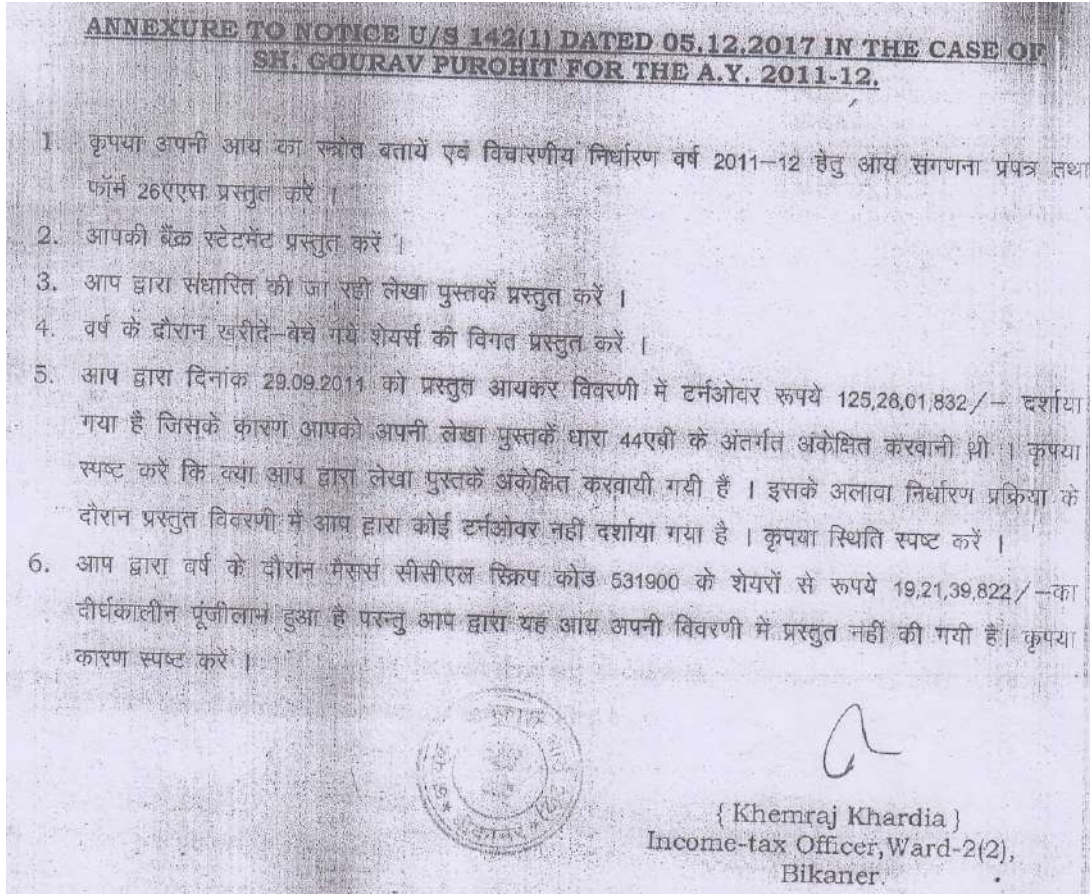 ANNEXURE TO NOTICE U/S 142(1) DATED 05.12.2017 IN THE CASE OF
SH. GOURAV PUROHIT FOR THE A.Y. 2011-12.
1. कृपया अपनी आय का स्त्रोत बतायें एवं विचारणीय निर्धारण वर्ष 2011–12 हेतु आय संगणना प्रपत्र तथा
फॉर्म 26एएस प्रस्तुत करें ।
2. आपकी बैंक स्टेटमेंट प्रस्तुत करें ।
3. आप द्वारा संधारित की जा रही लेखा पुस्तकें प्रस्तुत करें ।
4. वर्ष के दौरान खरीदे–बेचे गये शेयर्स की विगत प्रस्तुत करें ।
5. आप द्वारा दिनांक 29.09.2011 को प्रस्तुत आयकर विवरणी में टर्नओवर रूपये 125,28,01,832/– दर्शाया
गया है जिसके कारण आपको अपनी लेखा पुस्तकें धारा 44एबी के अंतर्गत अंकेक्षित करवानी थी । कृपया
स्पष्ट करें कि क्या आप द्वारा लेखा पुस्तकें अंकेक्षित करवायी गयी हैं । इसके अलावा निर्धारण प्रक्रिया के
दौरान प्रस्तुत विवरणी में आप द्वारा कोई टर्नओवर नहीं दर्शाया गया है । कृपया स्थिति स्पष्ट करें ।
6. आप द्वारा वर्ष के दौरान मैसर्स सीसीएल स्क्रिप कोड 531900 के शेयरों से रूपये 19,21,39,822/–का
दीर्घकालीन पूंजीलाभ हुआ है परन्तु आप द्वारा यह आय अपनी विवरणी में प्रस्तुत नहीं की गयी है। कृपया
कारण स्पष्ट करें ।
बीकानेर
{ Khemraj Khardia }
Income-tax Officer, Ward-2(2),
Bikaner.